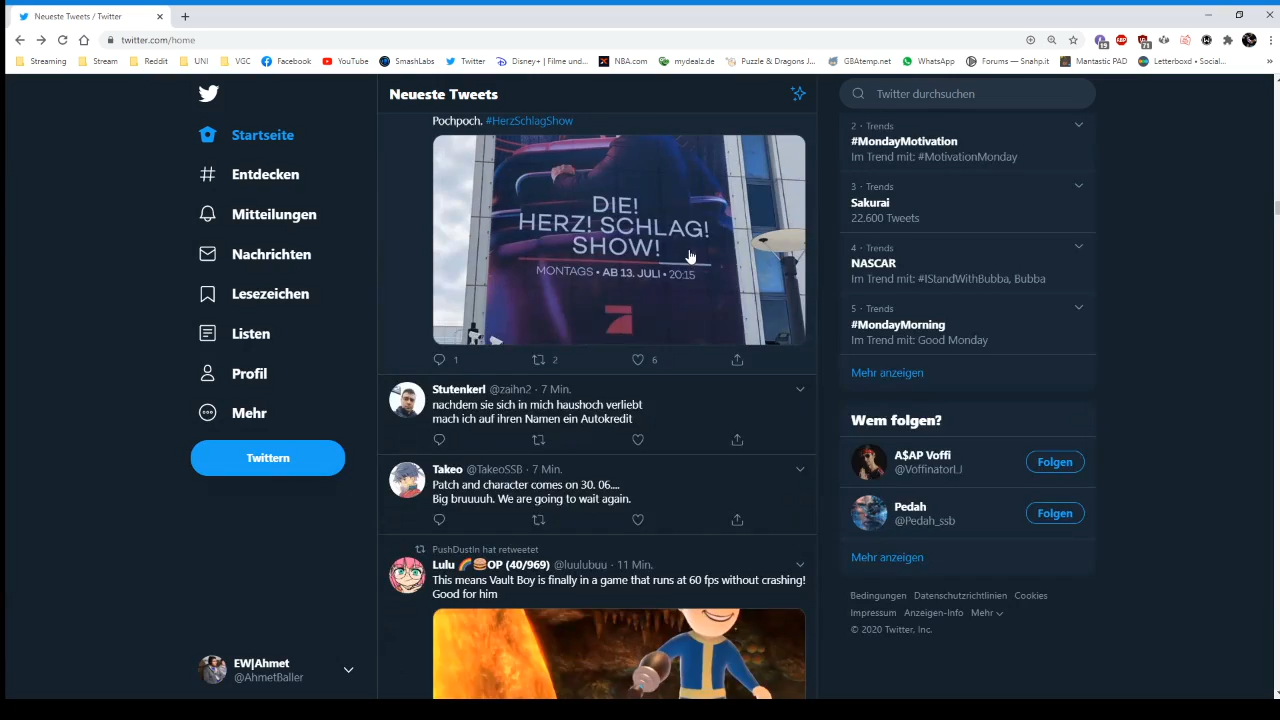 Neueste Tweets / Twitter
twitter.com/home
15
71
Streaming
Stream
Reddit
UNI
VGC
Facebook
YouTube
SmashLabs
Twitter
Disney+ | Filme und...
NBA.com
mydealz.de
Puzzle & Dragons J...
GBAtemp.net
WhatsApp
Forums — Snahp.it
Mantastic PAD
Letterboxd • Social...
Startseite
Entdecken
Mitteilungen
Nachrichten
Lesezeichen
Listen
Profil
Mehr
Twittern
EW|Ahmet
@AhmetBaller
Neueste Tweets
Pochpoch. #HerzSchlagShow
DIE!
HERZ! SCHLAG!
SHOW!
MONTAGS • AB 13. JULI • 20:15
1
2
6
Stutenkerl @zaihn2 · 7 Min.
nachdem sie sich in mich haushoch verliebt
mach ich auf ihren Namen ein Autokredit
Takeo @TakeoSSB · 7 Min.
Patch and character comes on 30. 06....
Big bruuuuh. We are going to wait again.
PushDustIn hat retweetet
Lulu 🌈🍔OP (40/969) @luulubuu · 11 Min.
This means Vault Boy is finally in a game that runs at 60 fps without crashing!
Good for him
Twitter durchsuchen
2 · Trends
#MondayMotivation
Im Trend mit: #MotivationMonday
3 · Trends
Sakurai
22.600 Tweets
4 · Trends
NASCAR
Im Trend mit: #IStandWithBubba, Bubba
5 · Trends
#MondayMorning
Im Trend mit: Good Monday
Mehr anzeigen
Wem folgen?
A$AP Voffi
@VoffinatorLJ
Folgen
Pedah
@Pedah_ssb
Folgen
Mehr anzeigen
Bedingungen Datenschutzrichtlinien Cookies
Impressum Anzeigen-Info Mehr
© 2020 Twitter, Inc.